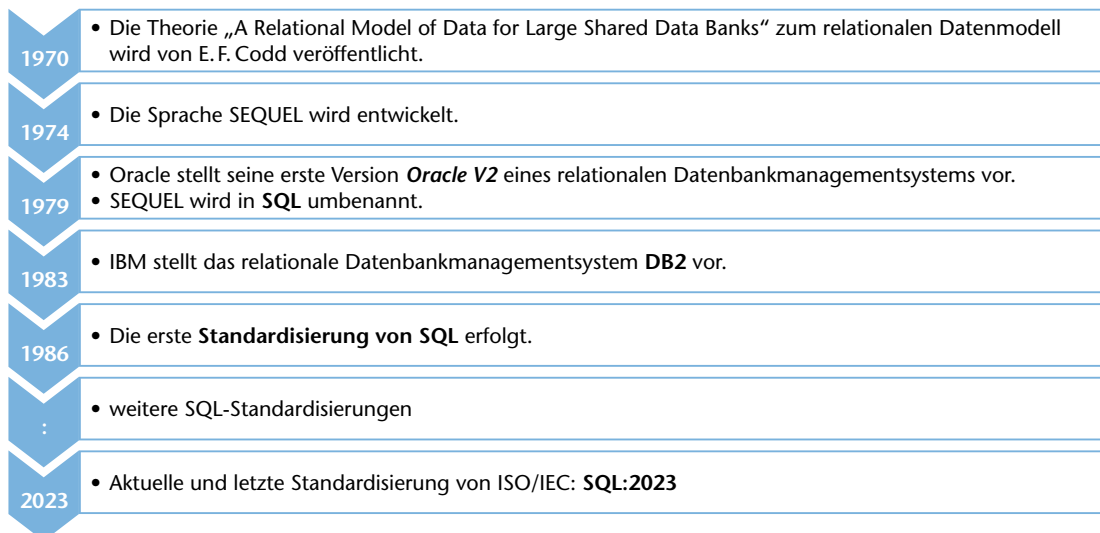 1970
• Die Theorie „A Relational Model of Data for Large Shared Data Banks“ zum relationalen Datenmodell
wird von E. F. Codd veröffentlicht.
1974
• Die Sprache SEQUEL wird entwickelt.
1979
• Oracle stellt seine erste Version Oracle V2 eines relationalen Datenbankmanagementsystems vor.
• SEQUEL wird in SQL umbenannt.
1983
• IBM stellt das relationale Datenbankmanagementsystem DB2 vor.
1986
• Die erste Standardisierung von SQL erfolgt.
:
• weitere SQL-Standardisierungen
2023
• Aktuelle und letzte Standardisierung von ISO/IEC: SQL:2023